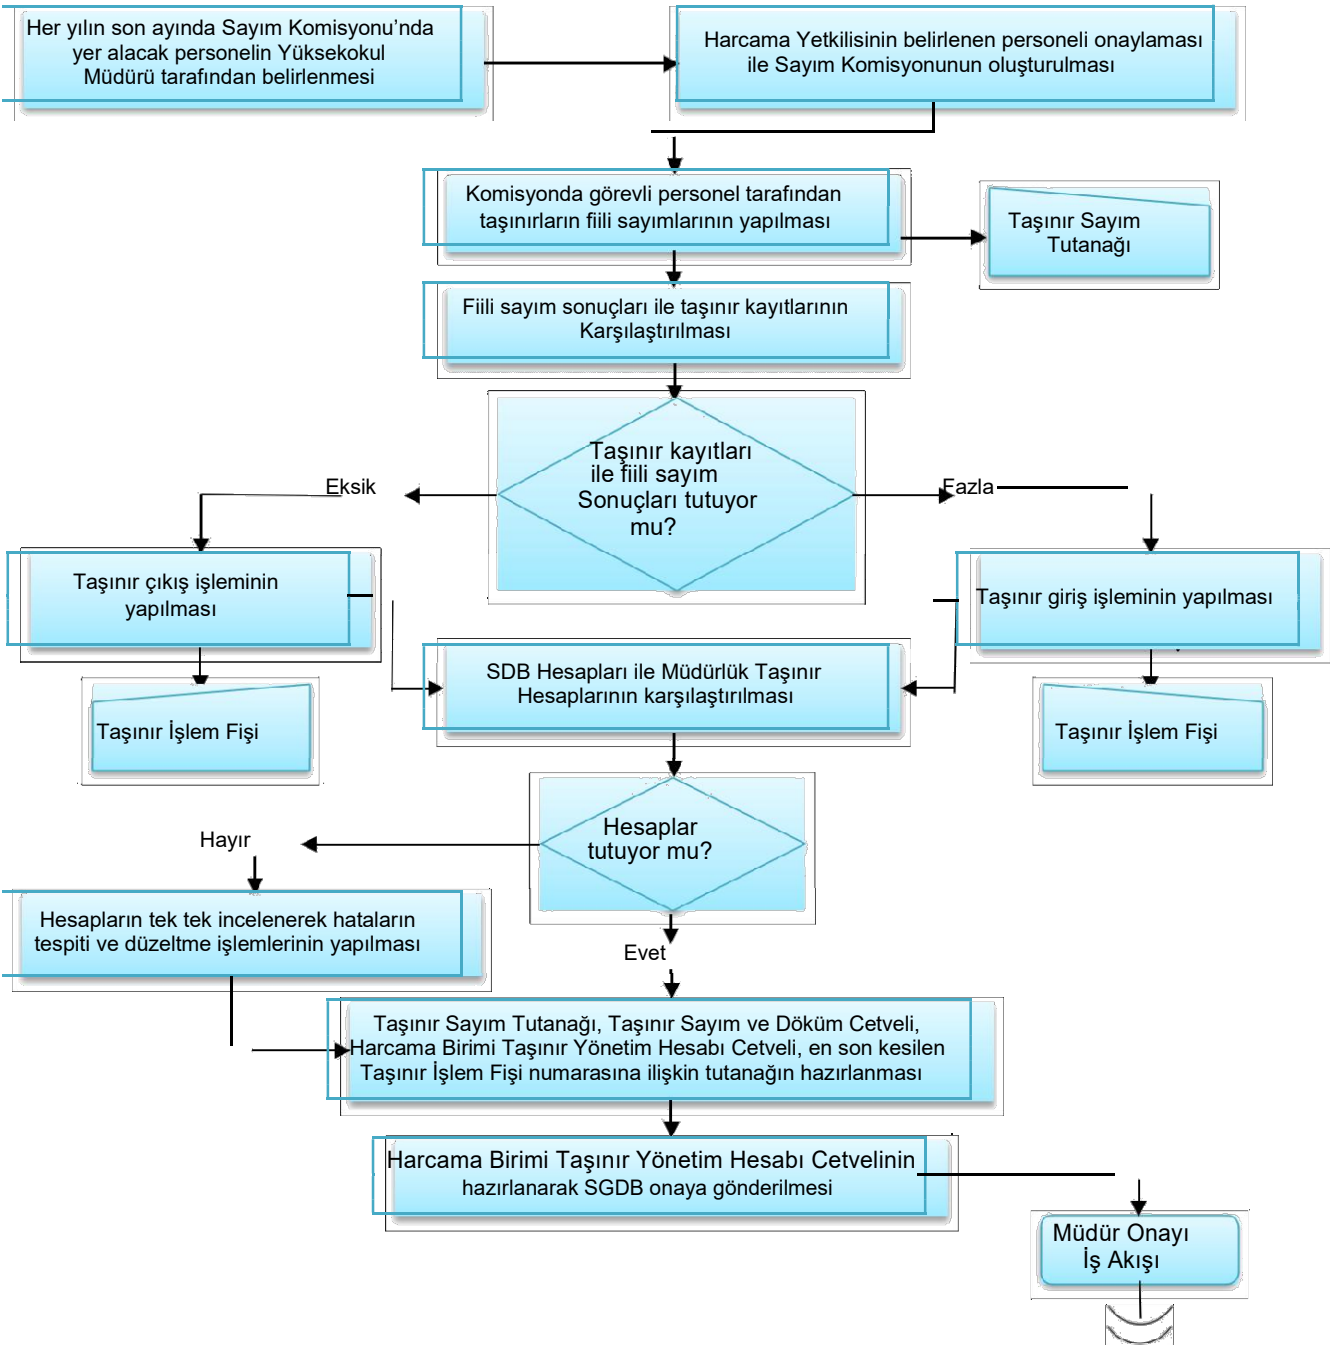 Her yılın son ayında Sayım Komisyonu’nda
yer alacak personelin Yüksekokul
Müdürü tarafından belirlenmesi
Harcama Yetkilisinin belirlenen personeli onaylaması
ile Sayım Komisyonunun oluşturulması
Komisyonda görevli personel tarafından
taşınırların fiili sayımlarının yapılması
Taşınır Sayım
Tutanağı
Fiili sayım sonuçları ile taşınır kayıtlarının
Karşılaştırılması
Taşınır kayıtları
ile fiili sayım
Sonuçları tutuyor
mu?
Eksik
Fazla
Taşınır çıkış işleminin
yapılması
Taşınır giriş işleminin yapılması
SDB Hesapları ile Müdürlük Taşınır
Hesaplarının karşılaştırılması
Taşınır İşlem Fişi
Taşınır İşlem Fişi
Hesaplar
tutuyor mu?
Hayır
Evet
Hesapların tek tek incelenerek hataların
tespiti ve düzeltme işlemlerinin yapılması
Taşınır Sayım Tutanağı, Taşınır Sayım ve Döküm Cetveli,
Harcama Birimi Taşınır Yönetim Hesabı Cetveli, en son kesilen
Taşınır İşlem Fişi numarasına ilişkin tutanağın hazırlanması
Harcama Birimi Taşınır Yönetim Hesabı Cetvelinin
hazırlanarak SGDB onaya gönderilmesi
Müdür Onayı
İş Akışı